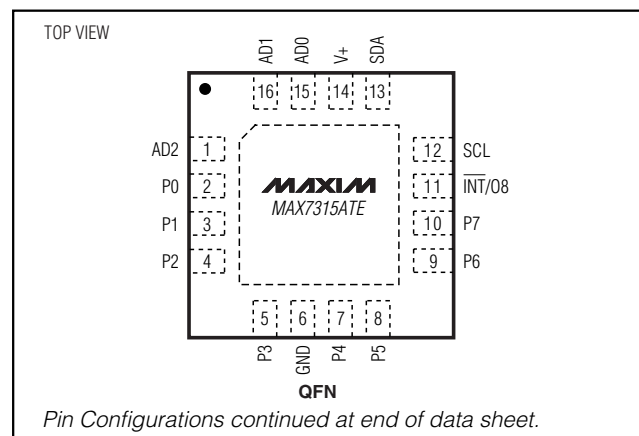 TOP VIEW
AD1 AD0 V+ SDA
16 15 14 13
AD2 1 12 SCL
P0 2 MAXIM 11 I̅N̅T̅/O8
P1 3 MAX7315ATE 10 P7
P2 4 9 P6
5 6 7 8
P3 GND P4 P5
QFN
Pin Configurations continued at end of data sheet.